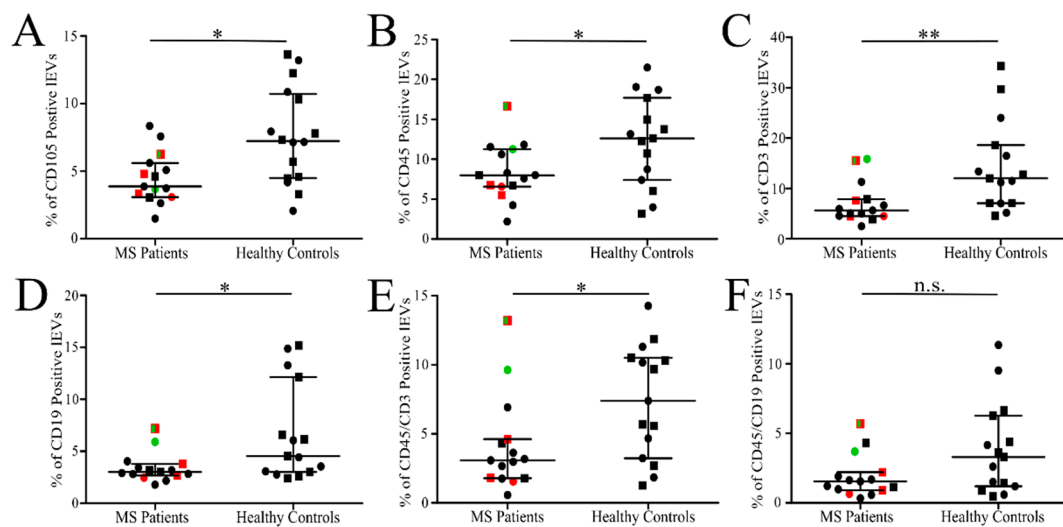 A
% of CD105 Postive lEVs
15
10
5
0
*
MS Patients
Healthy Controls
B
% of CD45 Positive lEVs
25
20
15
10
5
0
*
MS Patients
Healthy Controls
C
% of CD3 Positive lEVs
40
30
20
10
0
**
MS Patients
Healthy Controls
D
% of CD19 Positive lEVs
20
15
10
5
0
*
MS Patients
Healthy Controls
E
% of CD45/CD3 Positive lEVs
15
10
5
0
*
MS Patients
Healthy Controls
F
% of CD45/CD19 Positive lEVs
15
10
5
0
n.s.
MS Patients
Healthy Controls